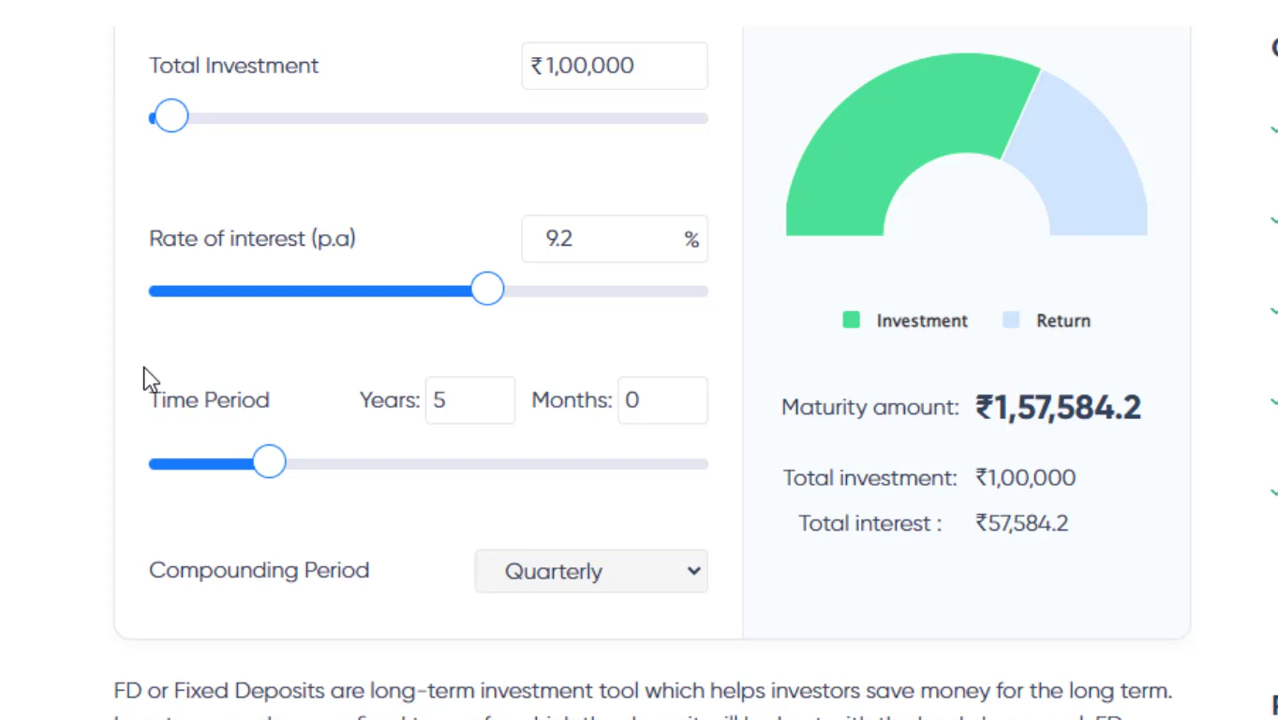 Total Investment
₹1,00,000
Rate of interest (p.a)
9.2 %
Time Period Years: 5 Months: 0
Compounding Period
Quarterly
Investment Return
Maturity amount: ₹1,57,584.2
Total investment: ₹1,00,000
Total interest : ₹57,584.2
FD or Fixed Deposits are long-term investment tool which helps investors save money for the long term.